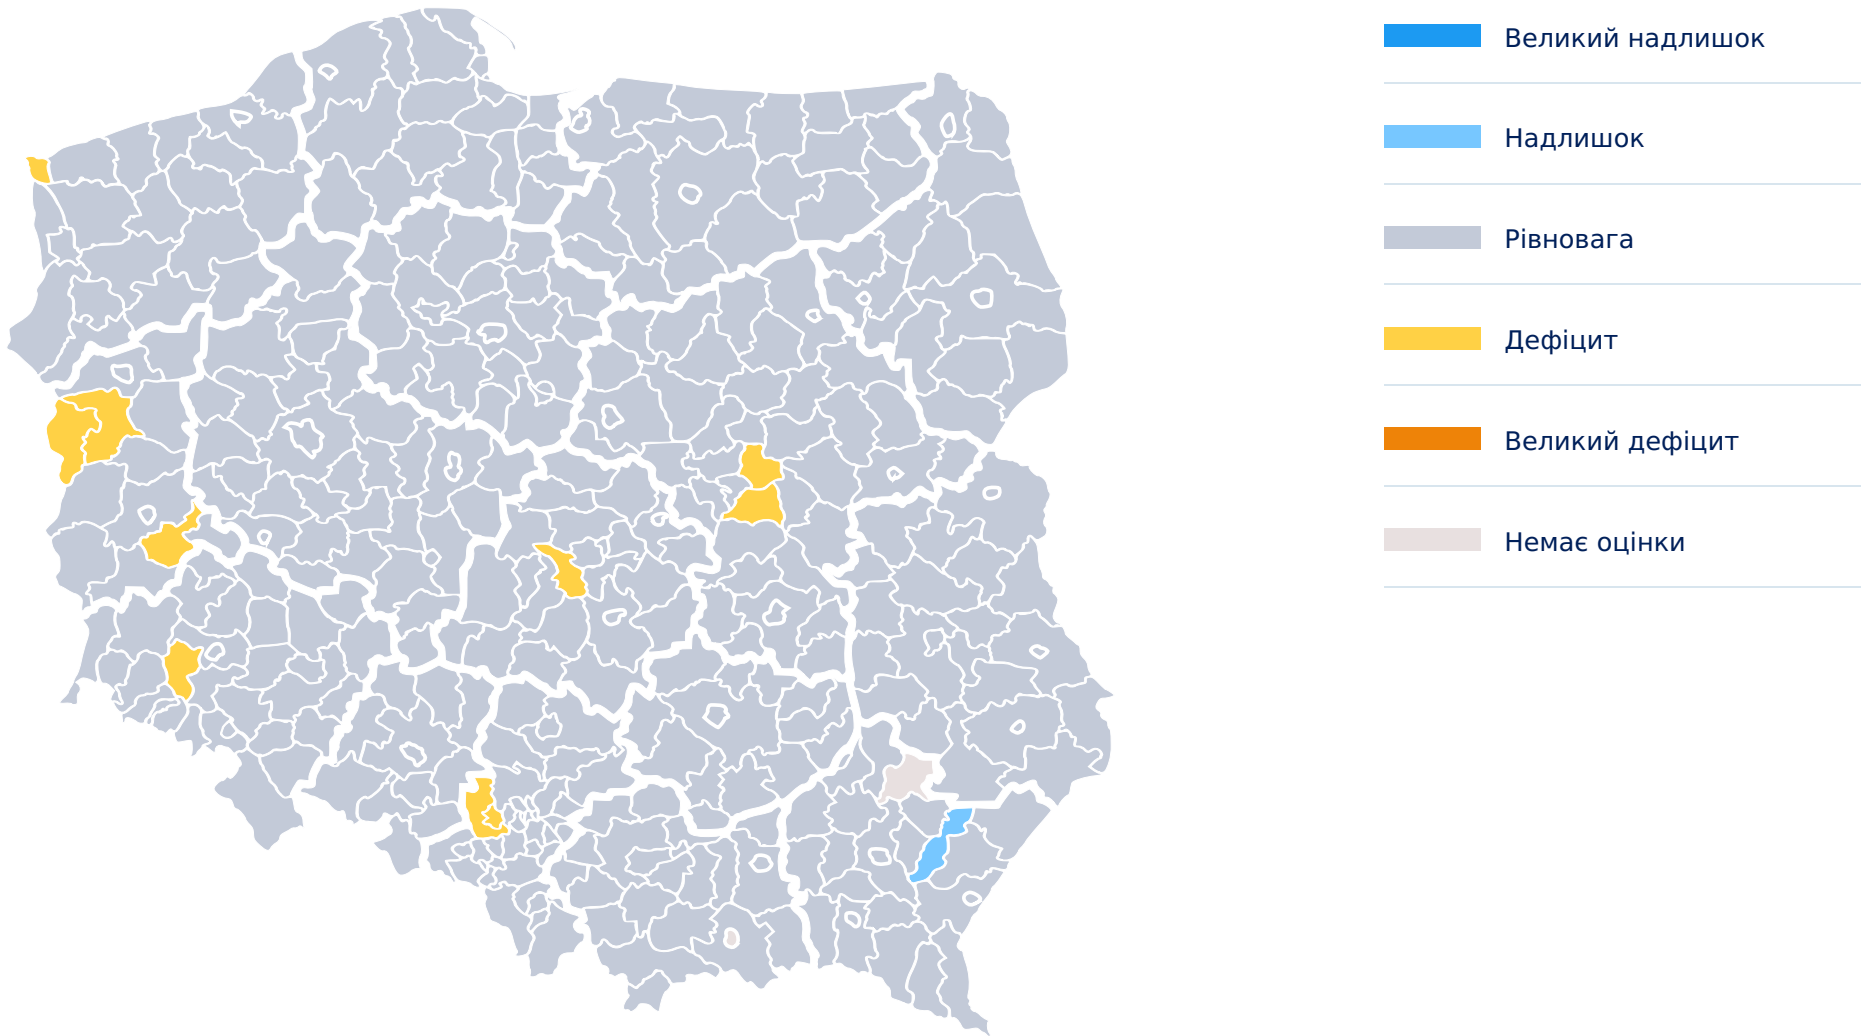 Великий надлишок
Надлишок
Рівновага
Дефіцит
Великий дефіцит
Немає оцінки